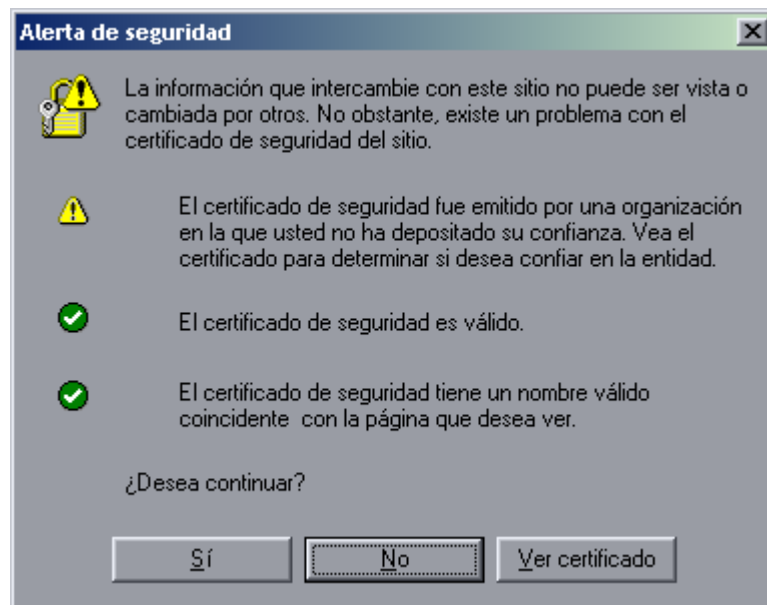 Alerta de seguridad
La información que intercambie con este sitio no puede ser vista o
cambiada por otros. No obstante, existe un problema con el
certificado de seguridad del sitio.
El certificado de seguridad fue emitido por una organización
en la que usted no ha depositado su confianza. Vea el
certificado para determinar si desea confiar en la entidad.
El certificado de seguridad es válido.
El certificado de seguridad tiene un nombre válido
coincidente  con la página que desea ver.
¿Desea continuar?
Sí
No
Ver certificado